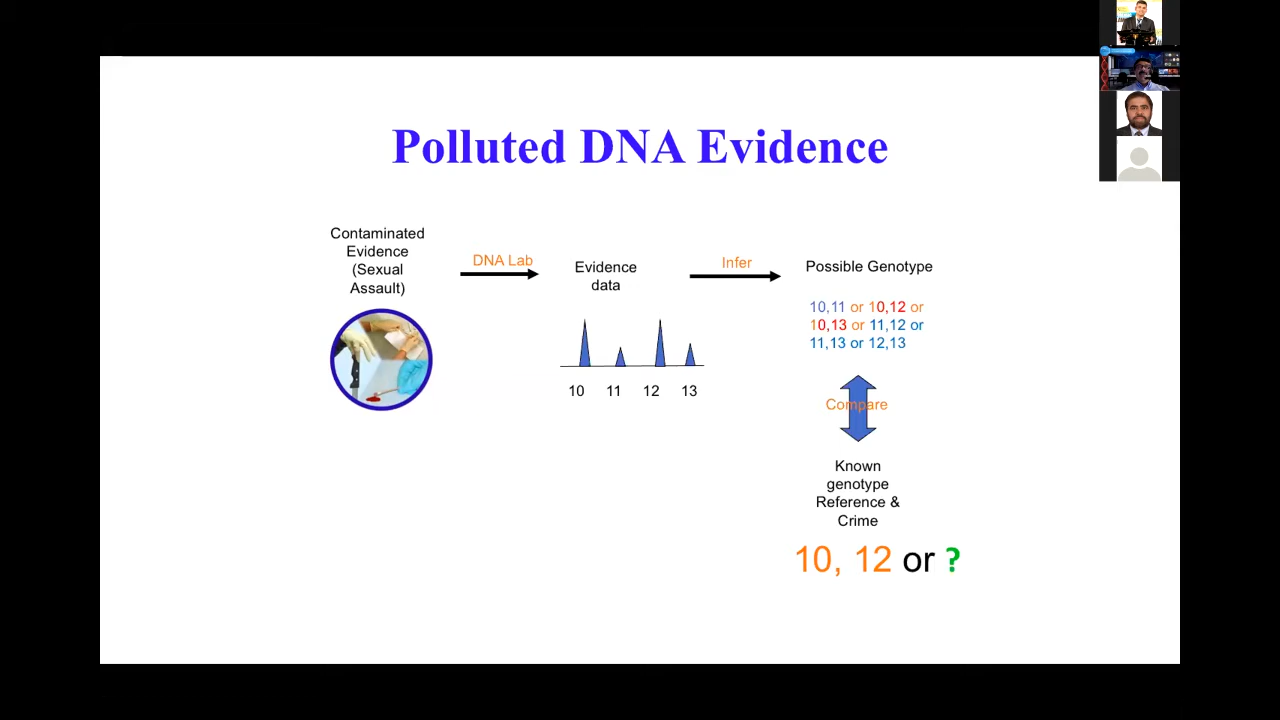 Polluted DNA Evidence
Contaminated
Evidence
(Sexual
Assault)
DNA Lab
Evidence
data
Infer
Possible Genotype
10,11 or 10,12 or
10,13 or 11,12 or
11,13 or 12,13
10 11 12 13
Compare
Known
genotype
Reference &
Crime
10, 12 or ?